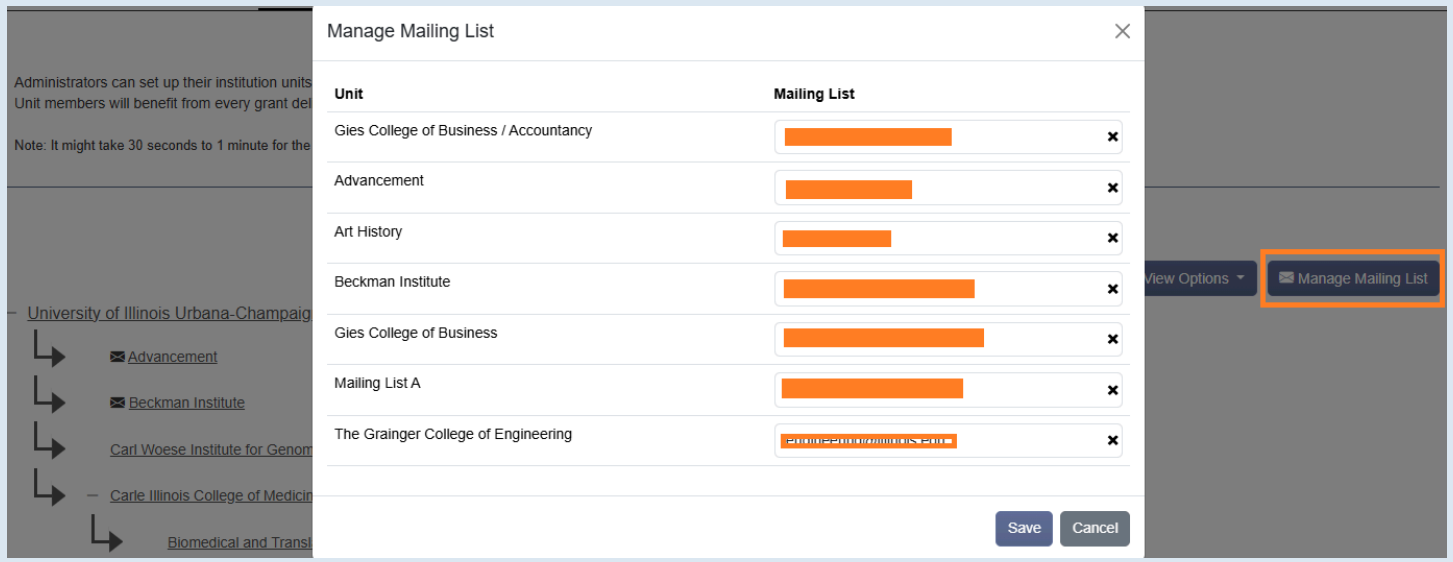 Manage Mailing List
Administrators can set up their institution units
Unit members will benefit from every grant del
Note: It might take 30 seconds to 1 minute for the
Unit Mailing List
Gies College of Business / Accountancy
Advancement
Art History
Beckman Institute
Gies College of Business
Mailing List A
The Grainger College of Engineering
Save Cancel
View Options Manage Mailing List
University of Illinois Urbana-Champaig
Advancement
Beckman Institute
Carl Woese Institute for Genom
Carle Illinois College of Medicin
Biomedical and Transl